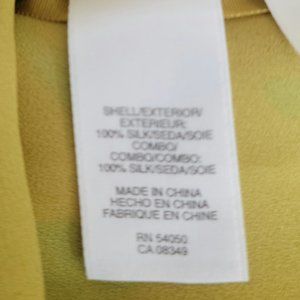 SHELL/EXTERIOR/
EXTERIEUR:
100% SILK/SEDA/SOIE
COMBO/
COMBO/COMBO:
100% SILK/SEDA/SOIE
MADE IN CHINA
HECHO EN CHINA
FABRIQUE EN CHINE
RN 54050
CA 08349